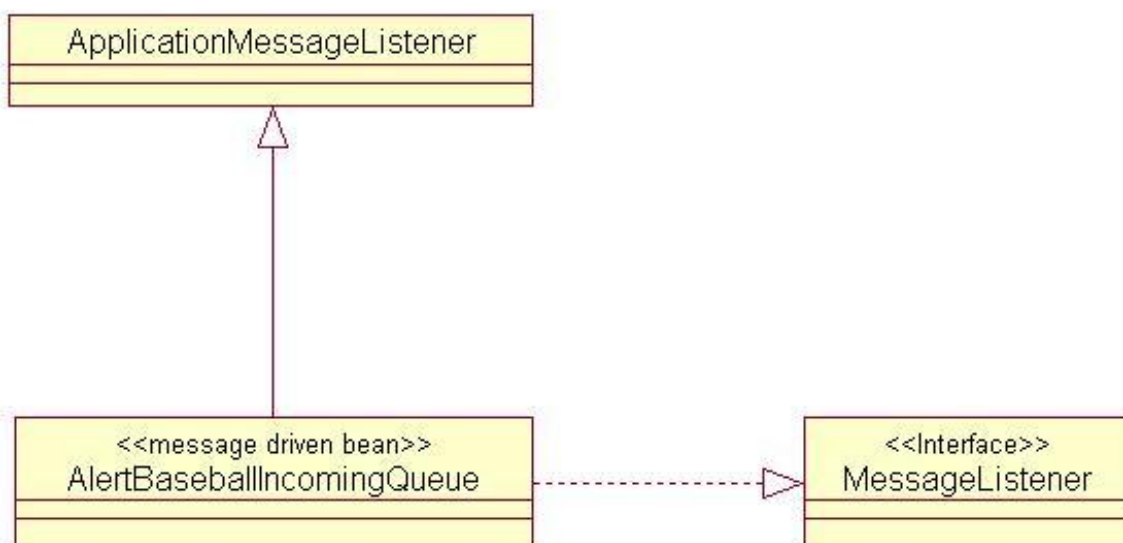 ApplicationMessageListener
<<message driven bean>>
AlertBaseballIncomingQueue
<<Interface>>
MessageListener